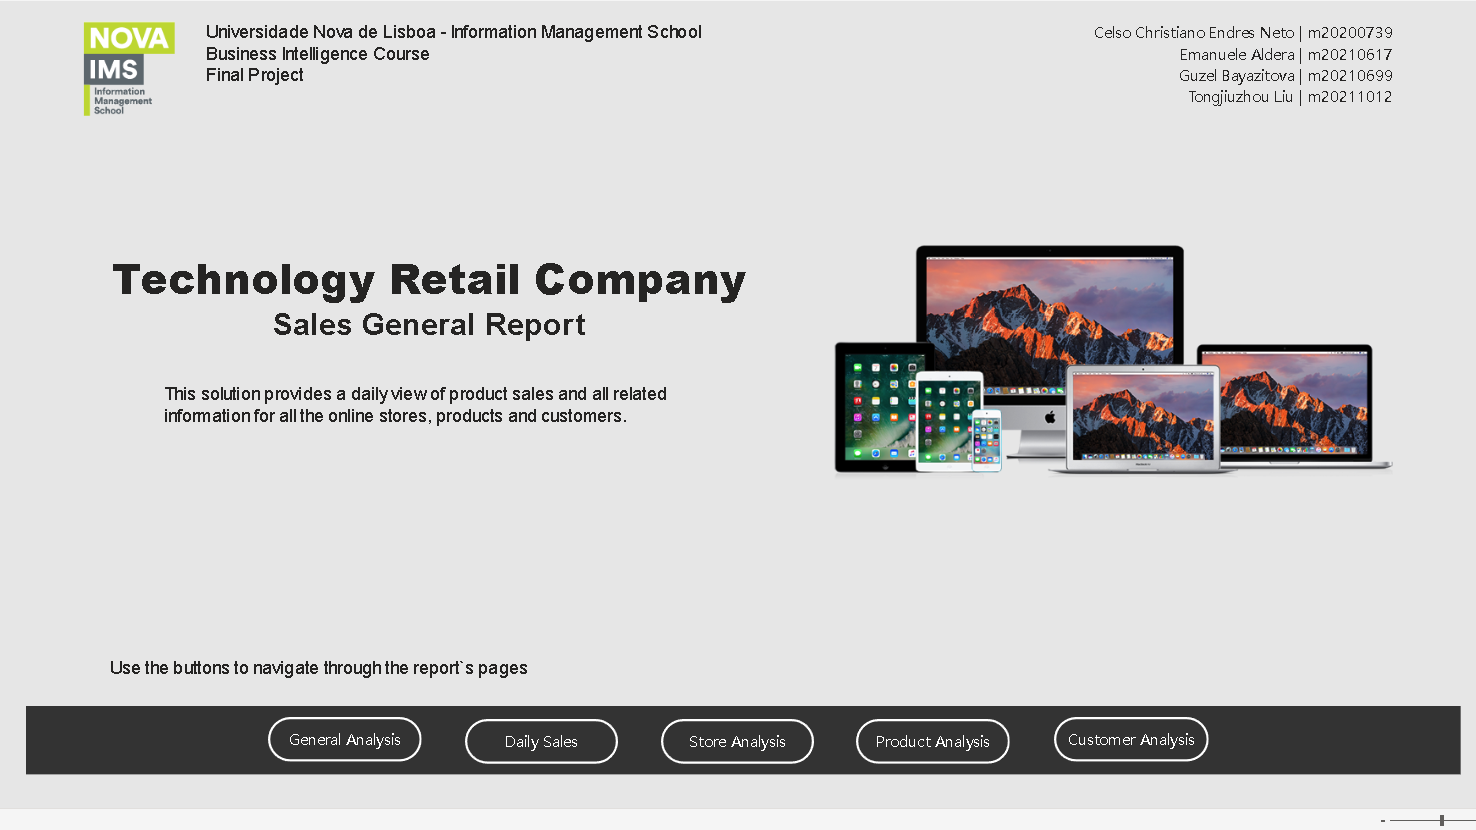 NOVA
IMS
Information
Management
School
Universidade Nova de Lisboa - Information Management School
Business Intelligence Course
Final Project
Celso Christiano Endres Neto | m20200739
Emanuele Aldera | m20210617
Guzel Bayazitova | m20210699
Tongjiuzhou Liu | m20211012
Technology Retail Company
Sales General Report
This solution provides a daily view of product sales and all related
information for all the online stores, products and customers.
Use the buttons to navigate through the report`s pages
General Analysis
Daily Sales
Store Analysis
Product Analysis
Customer Analysis